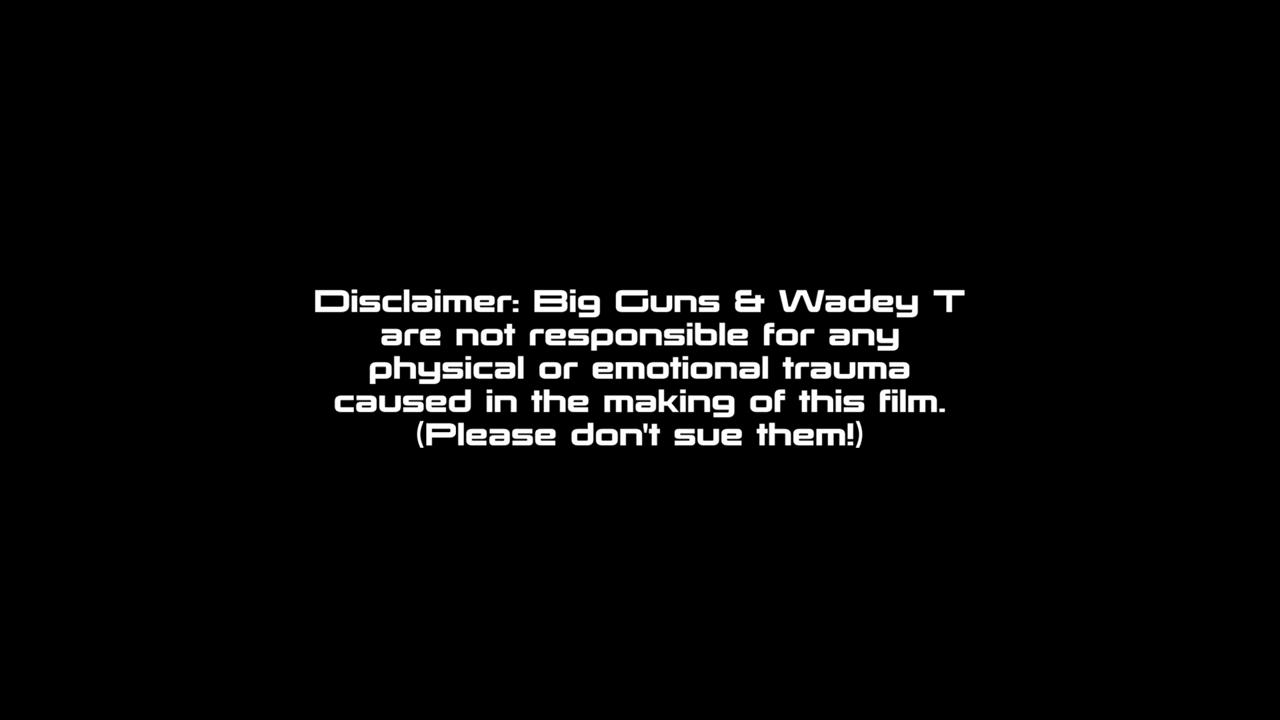 Disclaimer: Big Guns & Wadey T
are not responsible for any
physical or emotional trauma
caused in the making of this film.
(Please don't sue them!)